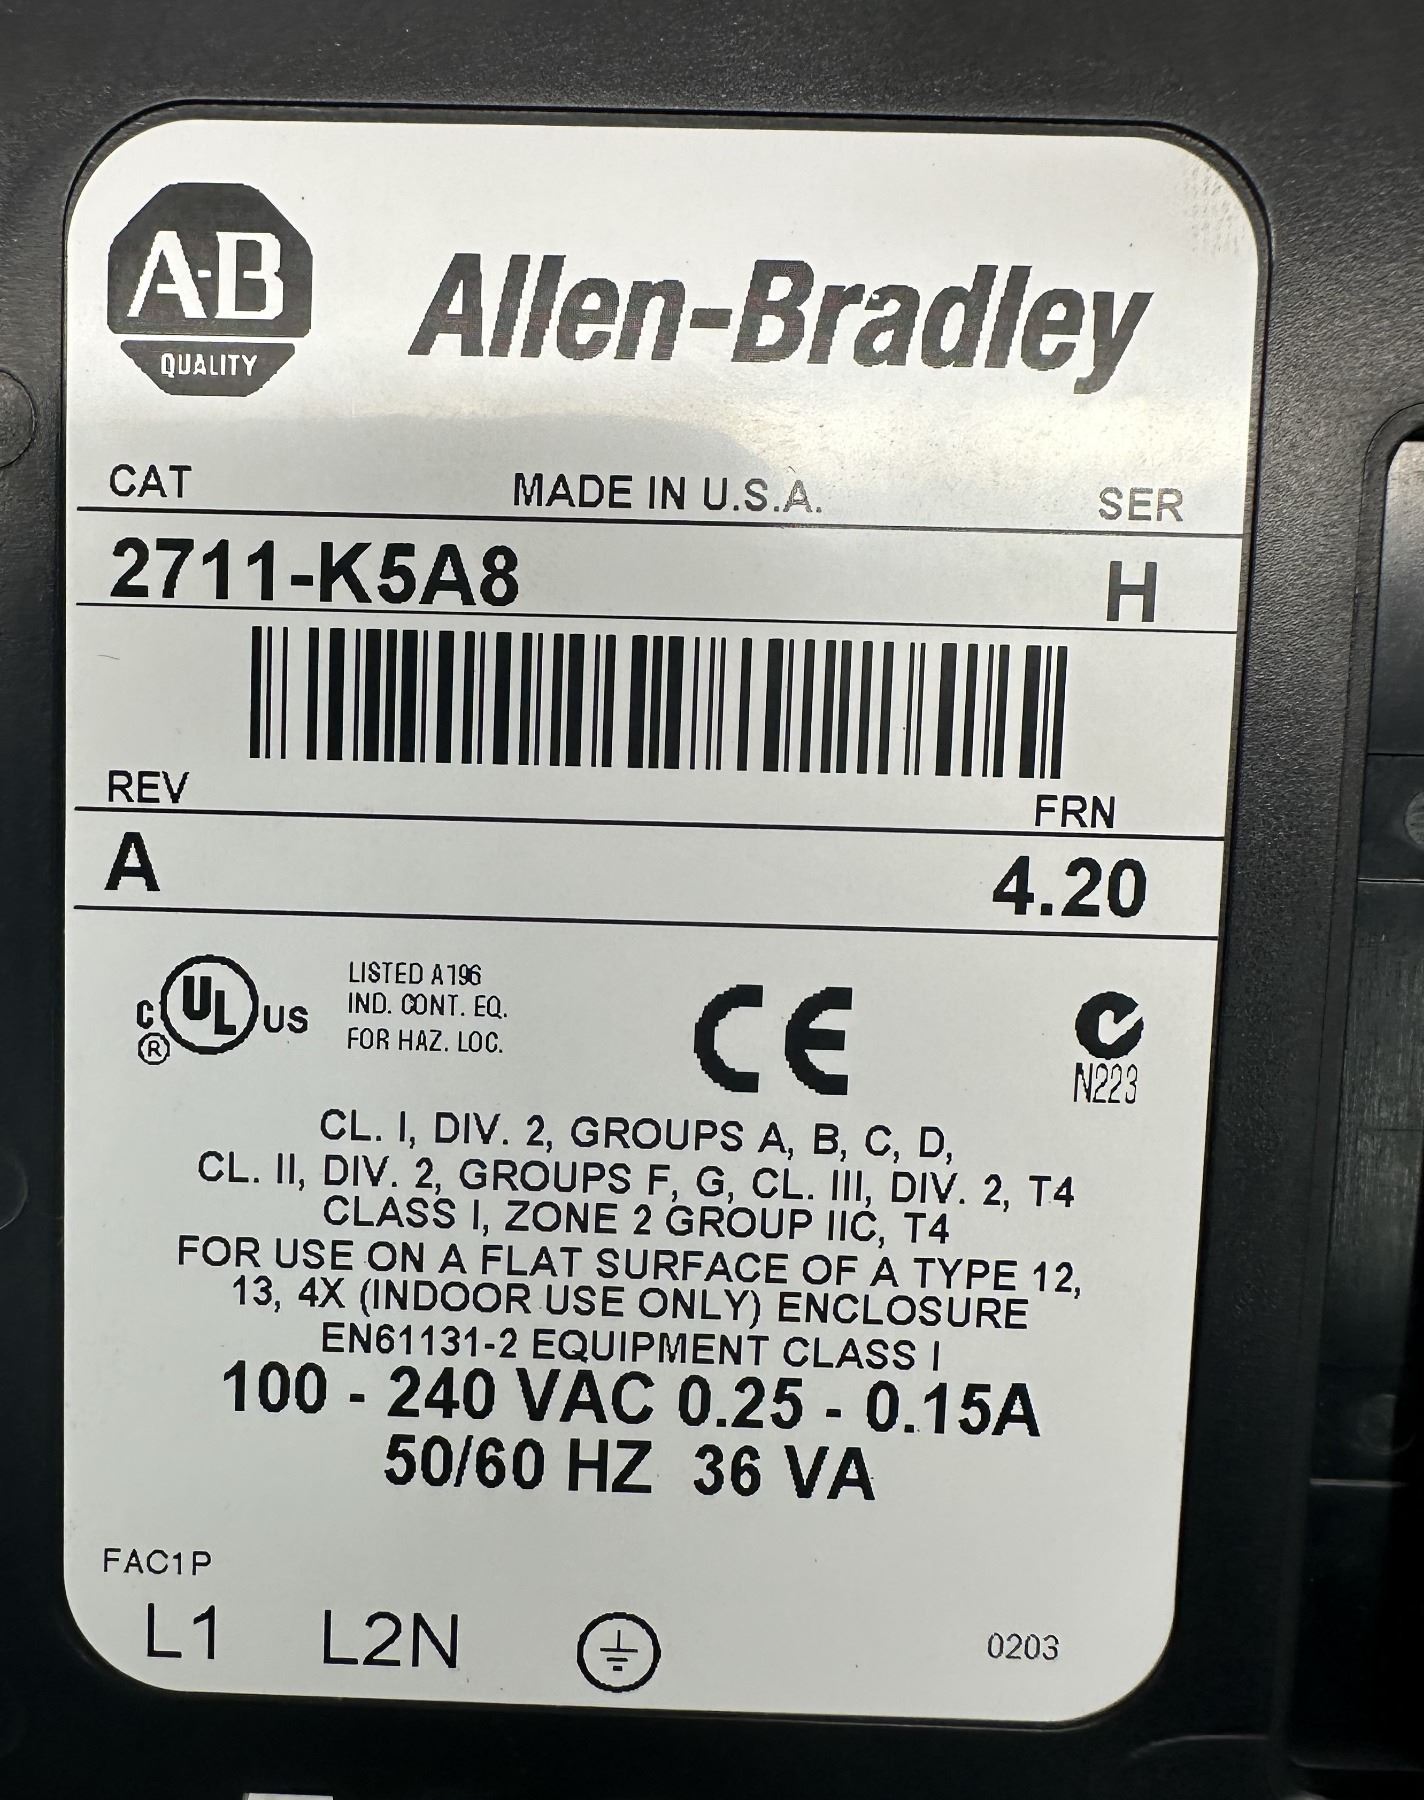 A-B
QUALITY
Allen-Bradley
CAT MADE IN U.S.A. SER
2711-K5A8 H
REV FRN
A 4.20
C UL US
®
LISTED A196
IND. CONT. EQ.
FOR HAZ. LOC.
CE
N223
CL. I, DIV. 2, GROUPS A, B, C, D,
CL. II, DIV. 2, GROUPS F, G, CL. III, DIV. 2, T4
CLASS I, ZONE 2 GROUP IIC, T4
FOR USE ON A FLAT SURFACE OF A TYPE 12,
13, 4X (INDOOR USE ONLY) ENCLOSURE
EN61131-2 EQUIPMENT CLASS I
100 - 240 VAC 0.25 - 0.15A
50/60 HZ 36 VA
FAC1P
L1 L2N 0203